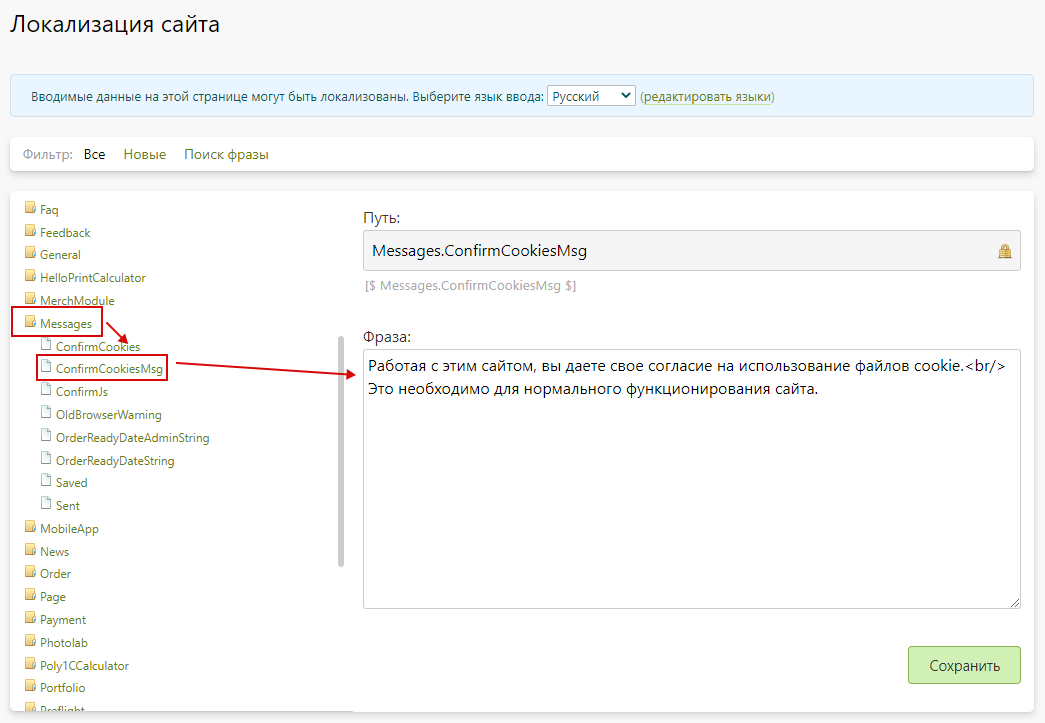 Локализация сайта
Вводимые данные на этой странице могут быть локализованы. Выберите язык ввода: Русский (редактировать языки)
Фильтр: Все Новые Поиск фразы
Faq
Feedback
General
HelloPrintCalculator
MerchModule
Messages
ConfirmCookies
ConfirmCookiesMsg
ConfirmJs
OldBrowserWarning
OrderReadyDateAdminString
OrderReadyDateString
Saved
Sent
MobileApp
News
Order
Page
Payment
Photolab
Poly1CCalculator
Portfolio
Preflight
Путь:
Messages.ConfirmCookiesMsg
[$ Messages.ConfirmCookiesMsg $]
Фраза:
Работая с этим сайтом, вы даете свое согласие на использование файлов cookie.<br/>
Это необходимо для нормального функционирования сайта.
Сохранить